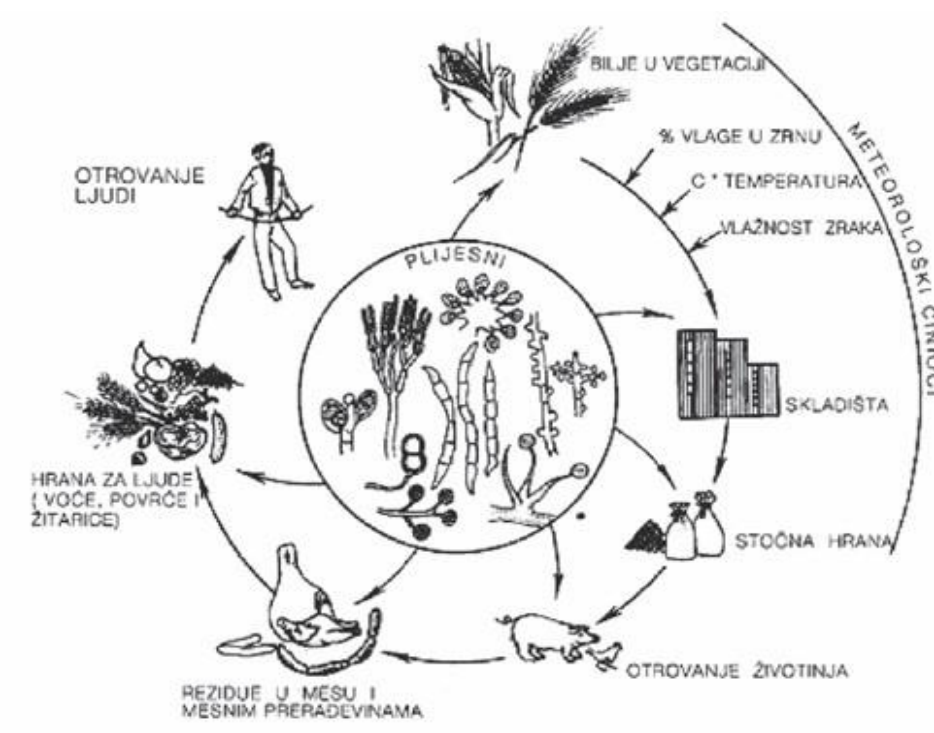 BILJE U VEGETACIJI
% VLAGE U ZRNU
C° TEMPERATURA
VLAŽNOST ZRAKA
METEOROLOŠKI ČINIOCI
OTROVANJE
LJUDI
PLIJESNI
SKLADIŠTA
HRANA ZA LJUDE
( VOĆE, POVRĆE I
ŽITARICE)
STOČNA HRANA
OTROVANJE ŽIVOTINJA
REZIDUE U MESU I
MESNIM PRERAĐEVINAMA